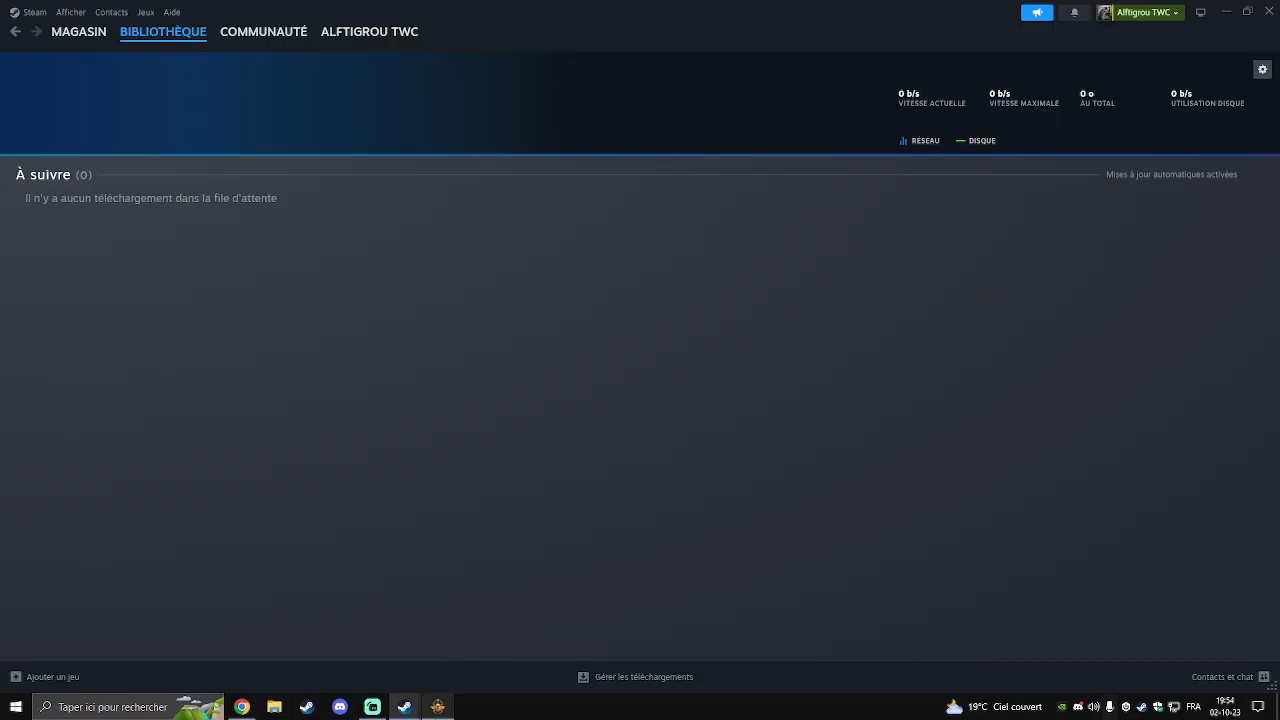 Steam Afficher Contacts Jeux Aide
Alftigrou TWC
MAGASIN BIBLIOTHÈQUE COMMUNAUTÉ ALFTIGROU TWC
0 b/s 0 b/s 0 o 0 b/s
VITESSE ACTUELLE VITESSE MAXIMALE AU TOTAL UTILISATION DISQUE
RÉSEAU DISQUE
À suivre (0) Mises à jour automatiques activées
Il n'y a aucun téléchargement dans la file d'attente
Ajouter un jeu Gérer les téléchargements Contacts et chat
Taper ici pour rechercher 19°C Ciel couvert FRA 19:54
02-10-23